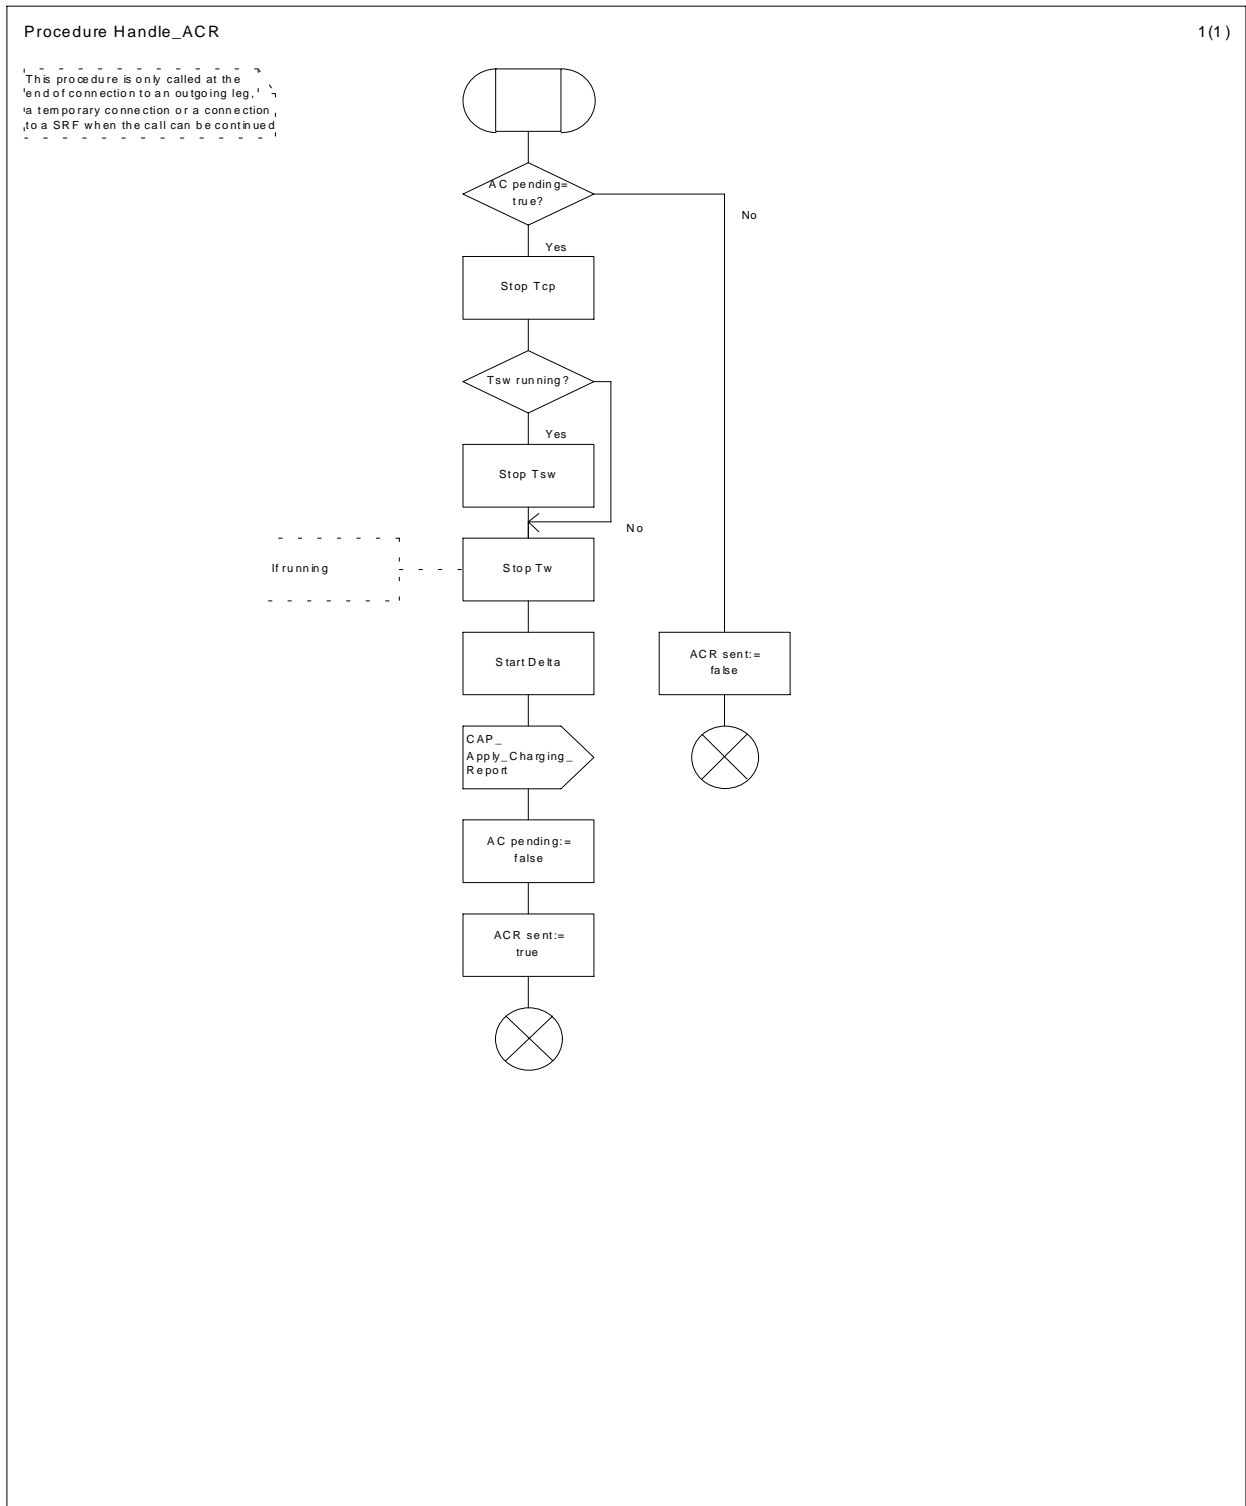 Procedure Handle_ACR
1(1)
This procedure is only called at the
end of connection to an outgoing leg,
a temporary connection or a connection
to a SRF when the call can be continued
AC pending=
true?
No
Yes
Stop Tcp
Tsw running?
Yes
Stop Tsw
No
If running
Stop Tw
Start Delta
ACR sent:=
false
CAP_
Apply_Charging_
Report
AC pending:=
false
ACR sent:=
true